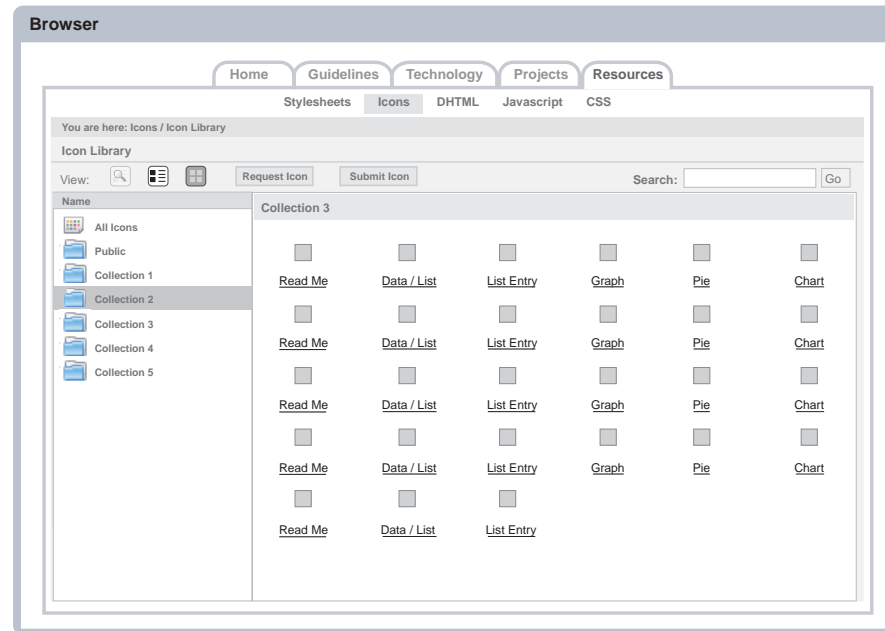 Browser
Home Guidelines Technology Projects Resources
Stylesheets Icons DHTML Javascript CSS
You are here: Icons / Icon Library
Icon Library
View: Request Icon Submit Icon Search: Go
Name
All Icons
Public
Collection 1
Collection 2
Collection 3
Collection 4
Collection 5
Collection 3
Read Me Data / List List Entry Graph Pie Chart
Read Me Data / List List Entry Graph Pie Chart
Read Me Data / List List Entry Graph Pie Chart
Read Me Data / List List Entry Graph Pie Chart
Read Me Data / List List Entry